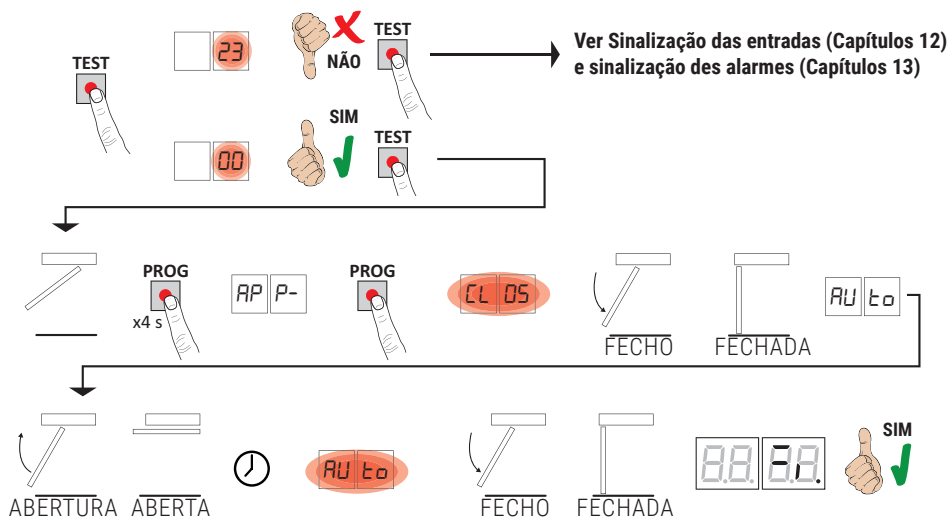 TEST
23
NÃO
TEST
Ver Sinalização das entradas (Capítulos 12)
e sinalização des alarmes (Capítulos 13)
00
SIM
TEST
PROG
x4 s
AP P-
PROG
CL OS
FECHO
FECHADA
AU to
ABERTURA
ABERTA
AU to
FECHO
FECHADA
SIM